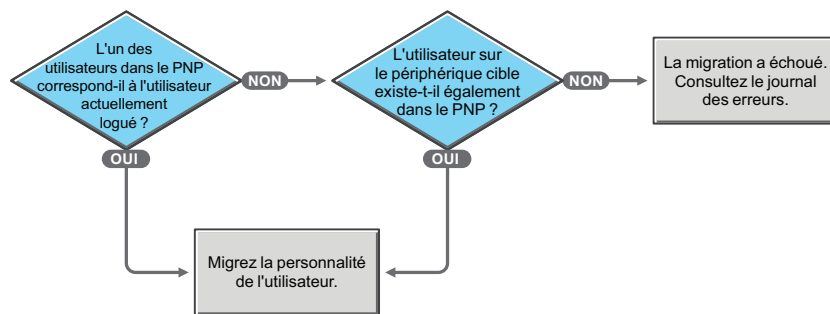 L'un des
utilisateurs dans le PNP
correspond-il à l'utilisateur
actuellement
logué ?
NON
L'utilisateur sur
le périphérique cible
existe-t-il également
dans le PNP ?
NON
La migration a échoué.
Consultez le journal
des erreurs.
OUI
OUI
Migrez la personnalité
de l'utilisateur.